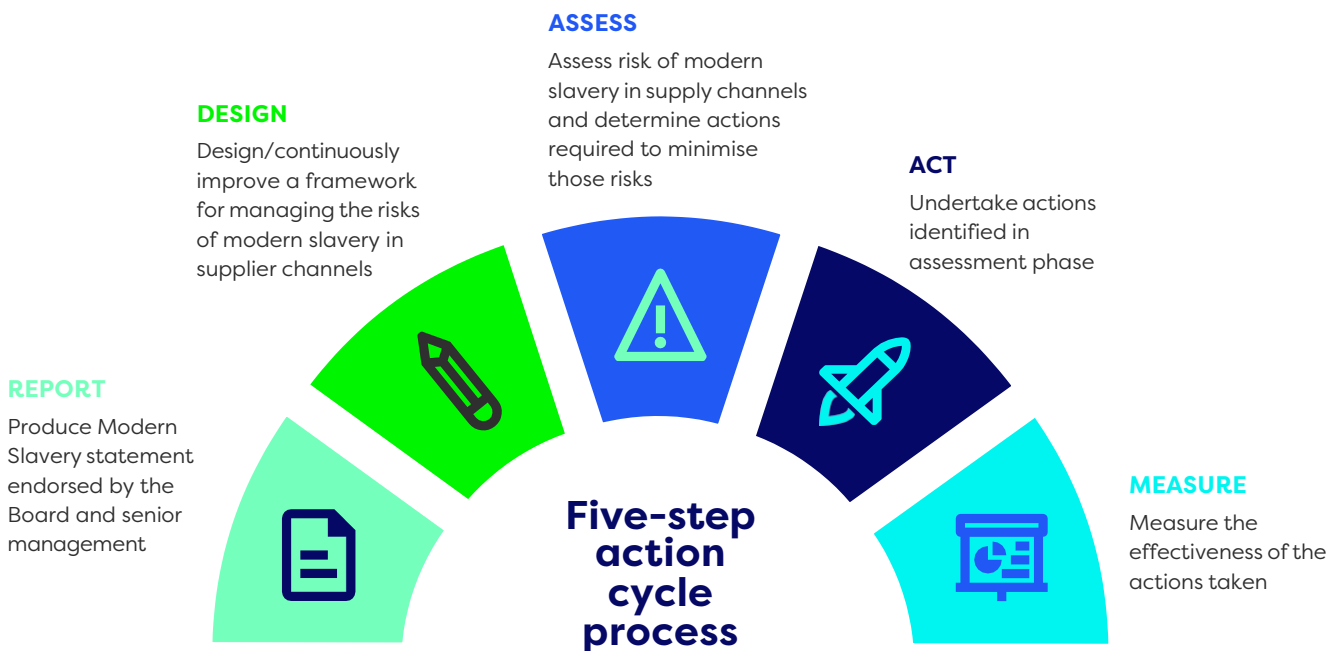 REPORT
Produce Modern
Slavery statement
endorsed by the
Board and senior
management
DESIGN
Design/continuously
improve a framework
for managing the risks
of modern slavery in
supplier channels
ASSESS
Assess risk of modern
slavery in supply channels
and determine actions
required to minimise
those risks
ACT
Undertake actions
identified in
assessment phase
MEASURE
Measure the
effectiveness of the
actions taken
Five-step
action
cycle
process